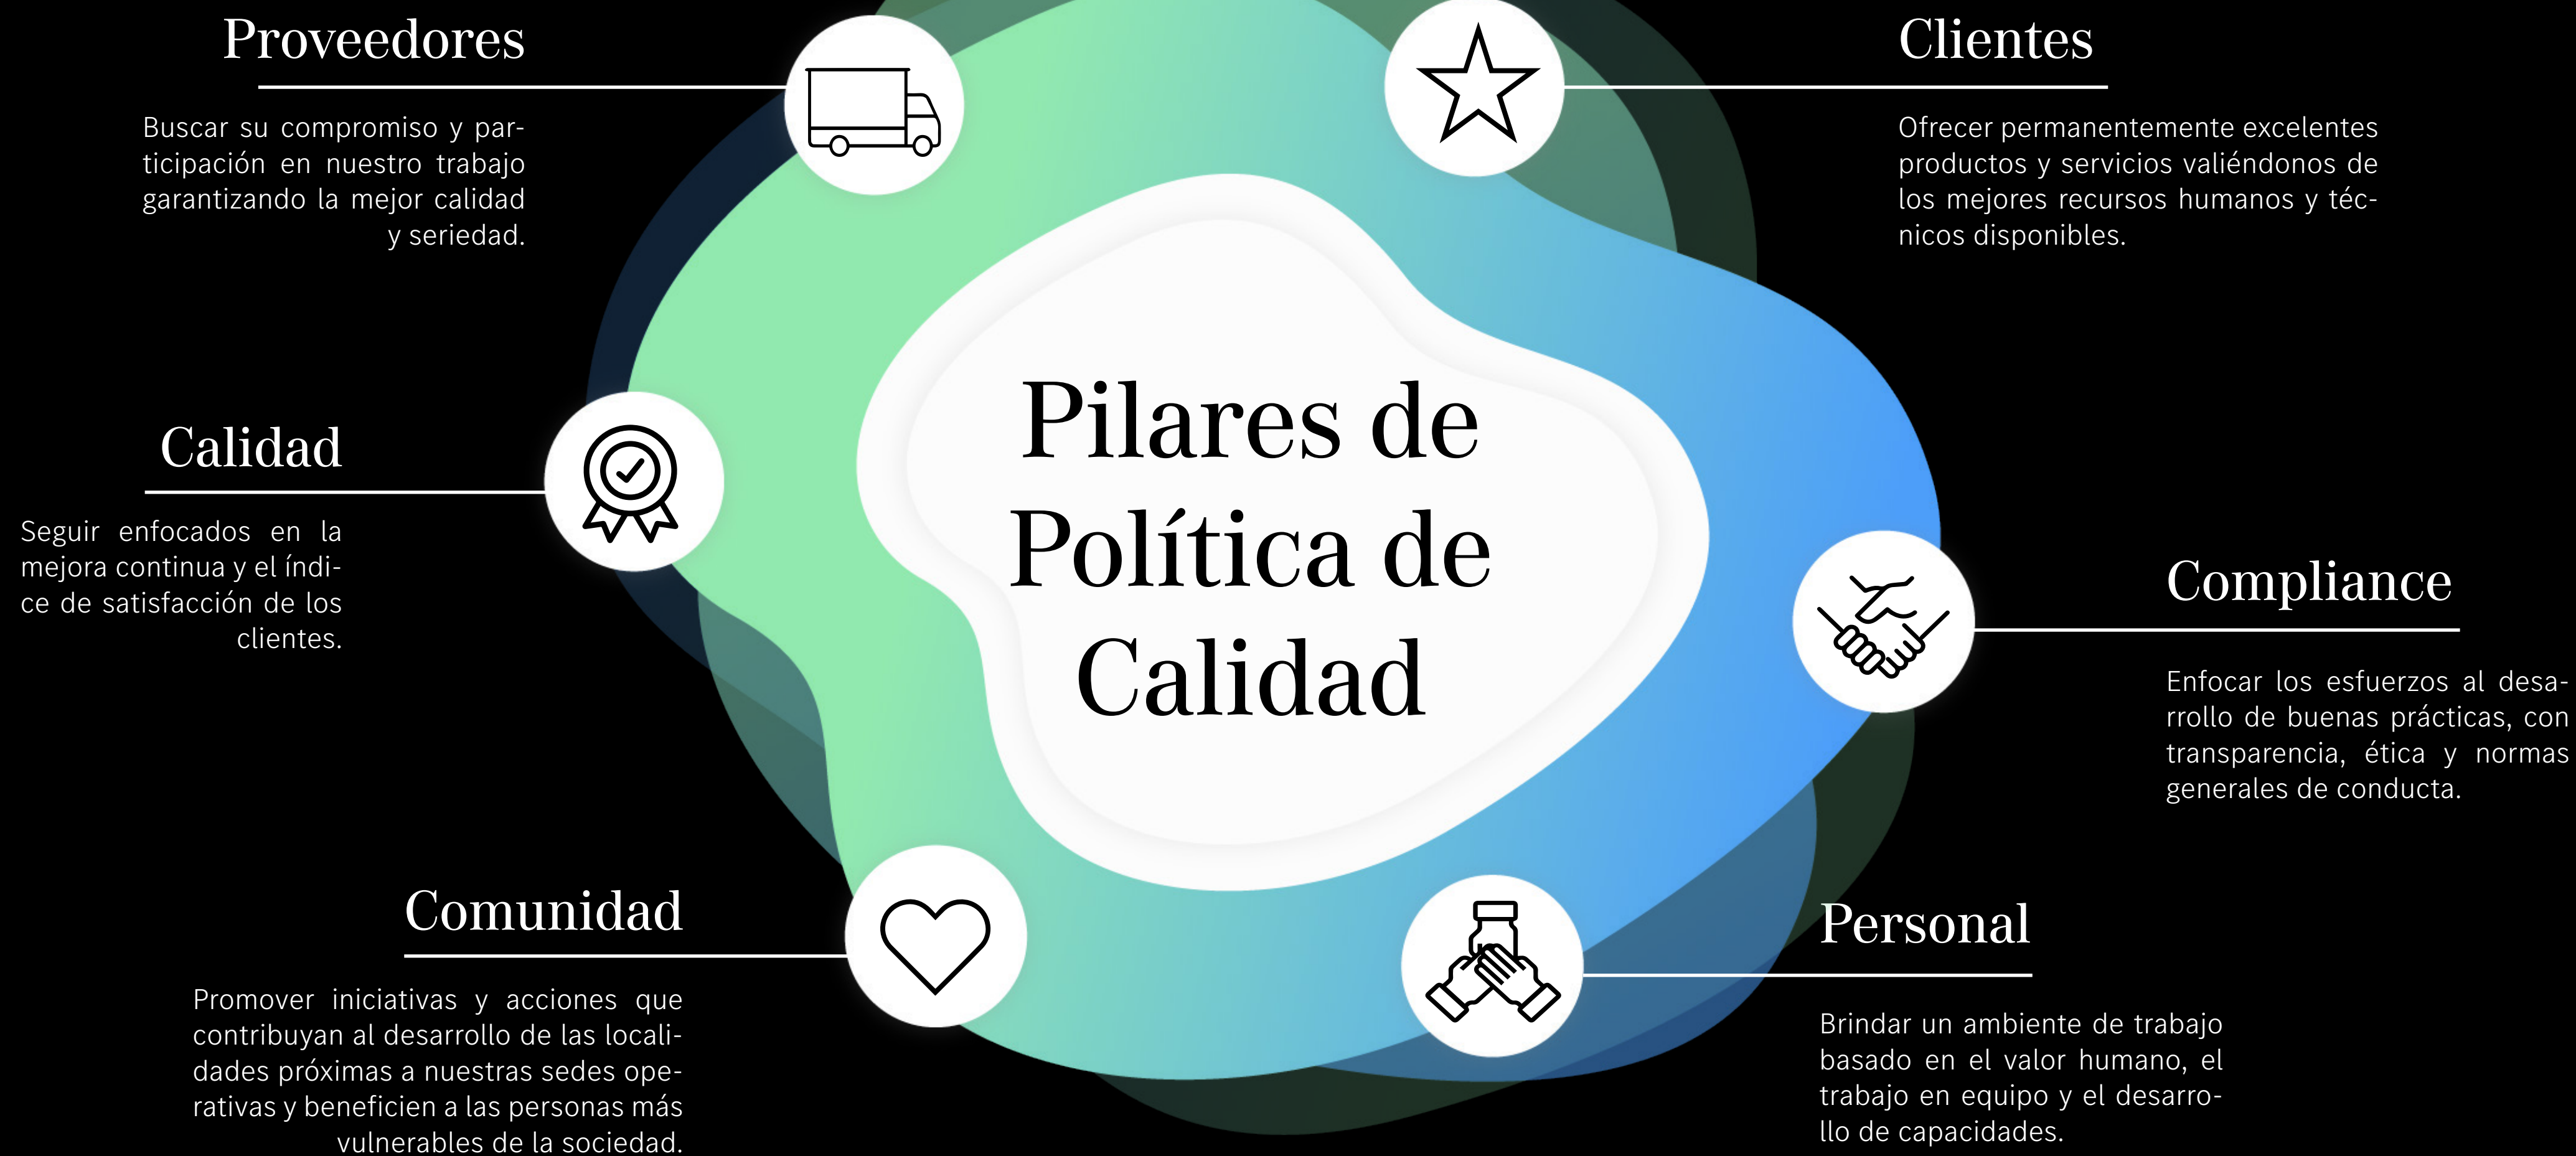 Proveedores
Buscar su compromiso y par-
ticipación en nuestro trabajo
garantizando la mejor calidad
y seriedad.
Clientes
Ofrecer permanentemente excelentes
productos y servicios valiéndonos de
los mejores recursos humanos y téc-
nicos disponibles.
Pilares de
Política de
Calidad
Calidad
Seguir enfocados en la
mejora continua y el índi-
ce de satisfacción de los
clientes.
Compliance
Enfocar los esfuerzos al desa-
rrollo de buenas prácticas, con
transparencia, ética y normas
generales de conducta.
Comunidad
Promover iniciativas y acciones que
contribuyan al desarrollo de las locali-
dades próximas a nuestras sedes ope-
rativas y beneficien a las personas más
vulnerables de la sociedad.
Personal
Brindar un ambiente de trabajo
basado en el valor humano, el
trabajo en equipo y el desarro-
llo de capacidades.